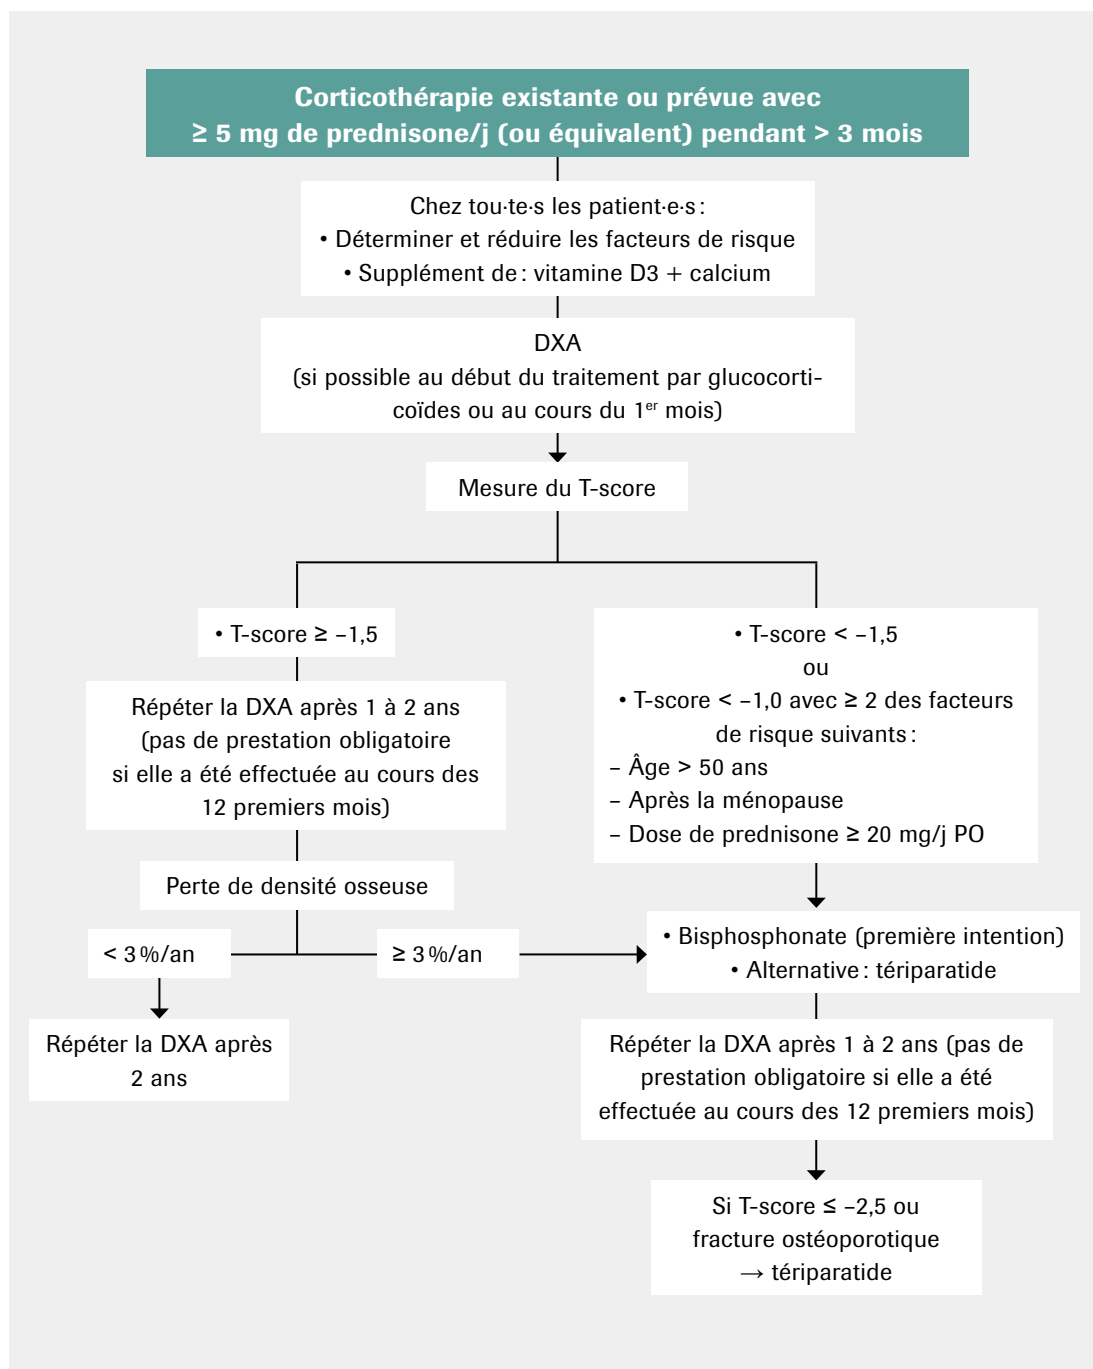 Corticothérapie existante ou prévue avec
≥ 5 mg de prednisone/j (ou équivalent) pendant > 3 mois
Chez tou·te·s les patient·e·s :
• Déterminer et réduire les facteurs de risque
• Supplément de : vitamine D3 + calcium
DXA
(si possible au début du traitement par glucocorti-
coïdes ou au cours du 1er mois)
Mesure du T-score
• T-score ≥ –1,5
Répéter la DXA après 1 à 2 ans
(pas de prestation obligatoire
si elle a été effectuée au cours des
12 premiers mois)
Perte de densité osseuse
< 3 %/an
≥ 3 %/an
Répéter la DXA après
2 ans
• T-score < –1,5
ou
• T-score < –1,0 avec ≥ 2 des facteurs
de risque suivants :
– Âge > 50 ans
– Après la ménopause
– Dose de prednisone ≥ 20 mg/j PO
• Bisphosphonate (première intention)
• Alternative : tériparatide
Répéter la DXA après 1 à 2 ans (pas de
prestation obligatoire si elle a été
effectuée au cours des 12 premiers mois)
Si T-score ≤ –2,5 ou
fracture ostéoporotique
→ tériparatide